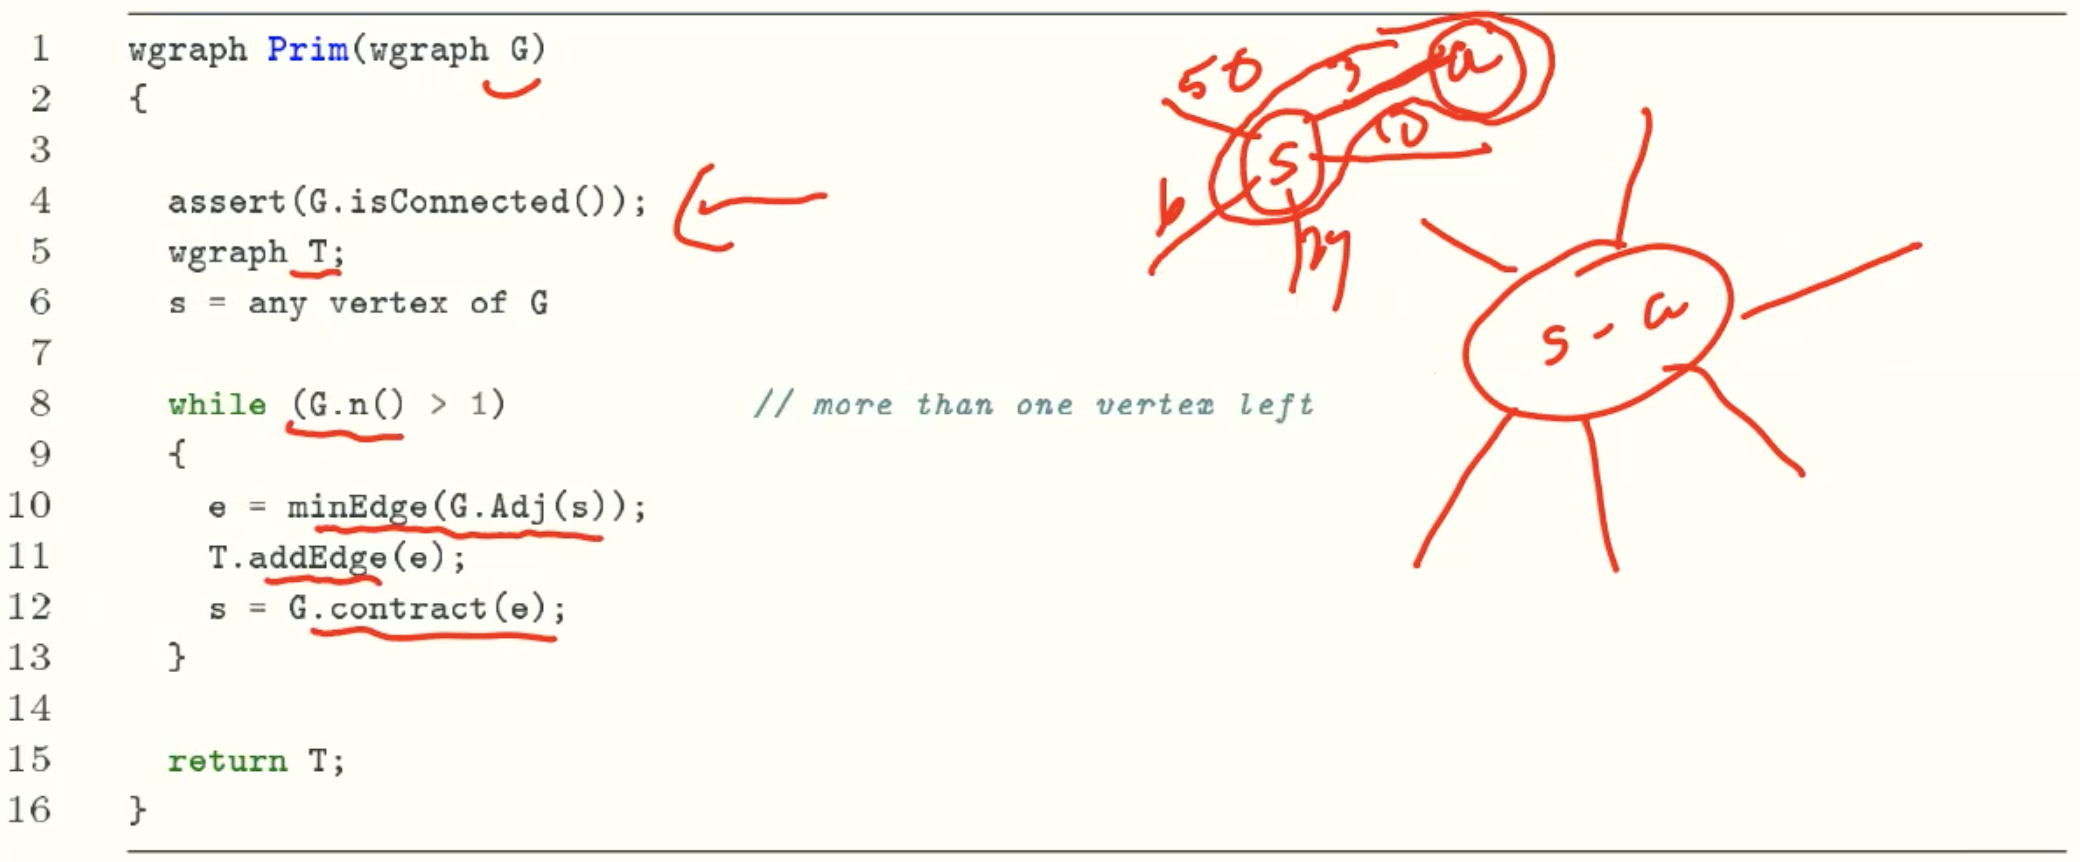 1 wgraph Prim(wgraph G)
2 {
3
4 assert(G.isConnected());
5 wgraph T;
6 s = any vertex of G
7
8 while (G.n() > 1) // more than one vertex left
9 {
10 e = minEdge(G.Adj(s));
11 T.addEdge(e);
12 s = G.contract(e);
13 }
14
15 return T;
16 }
50
3
a
10
s
s - a